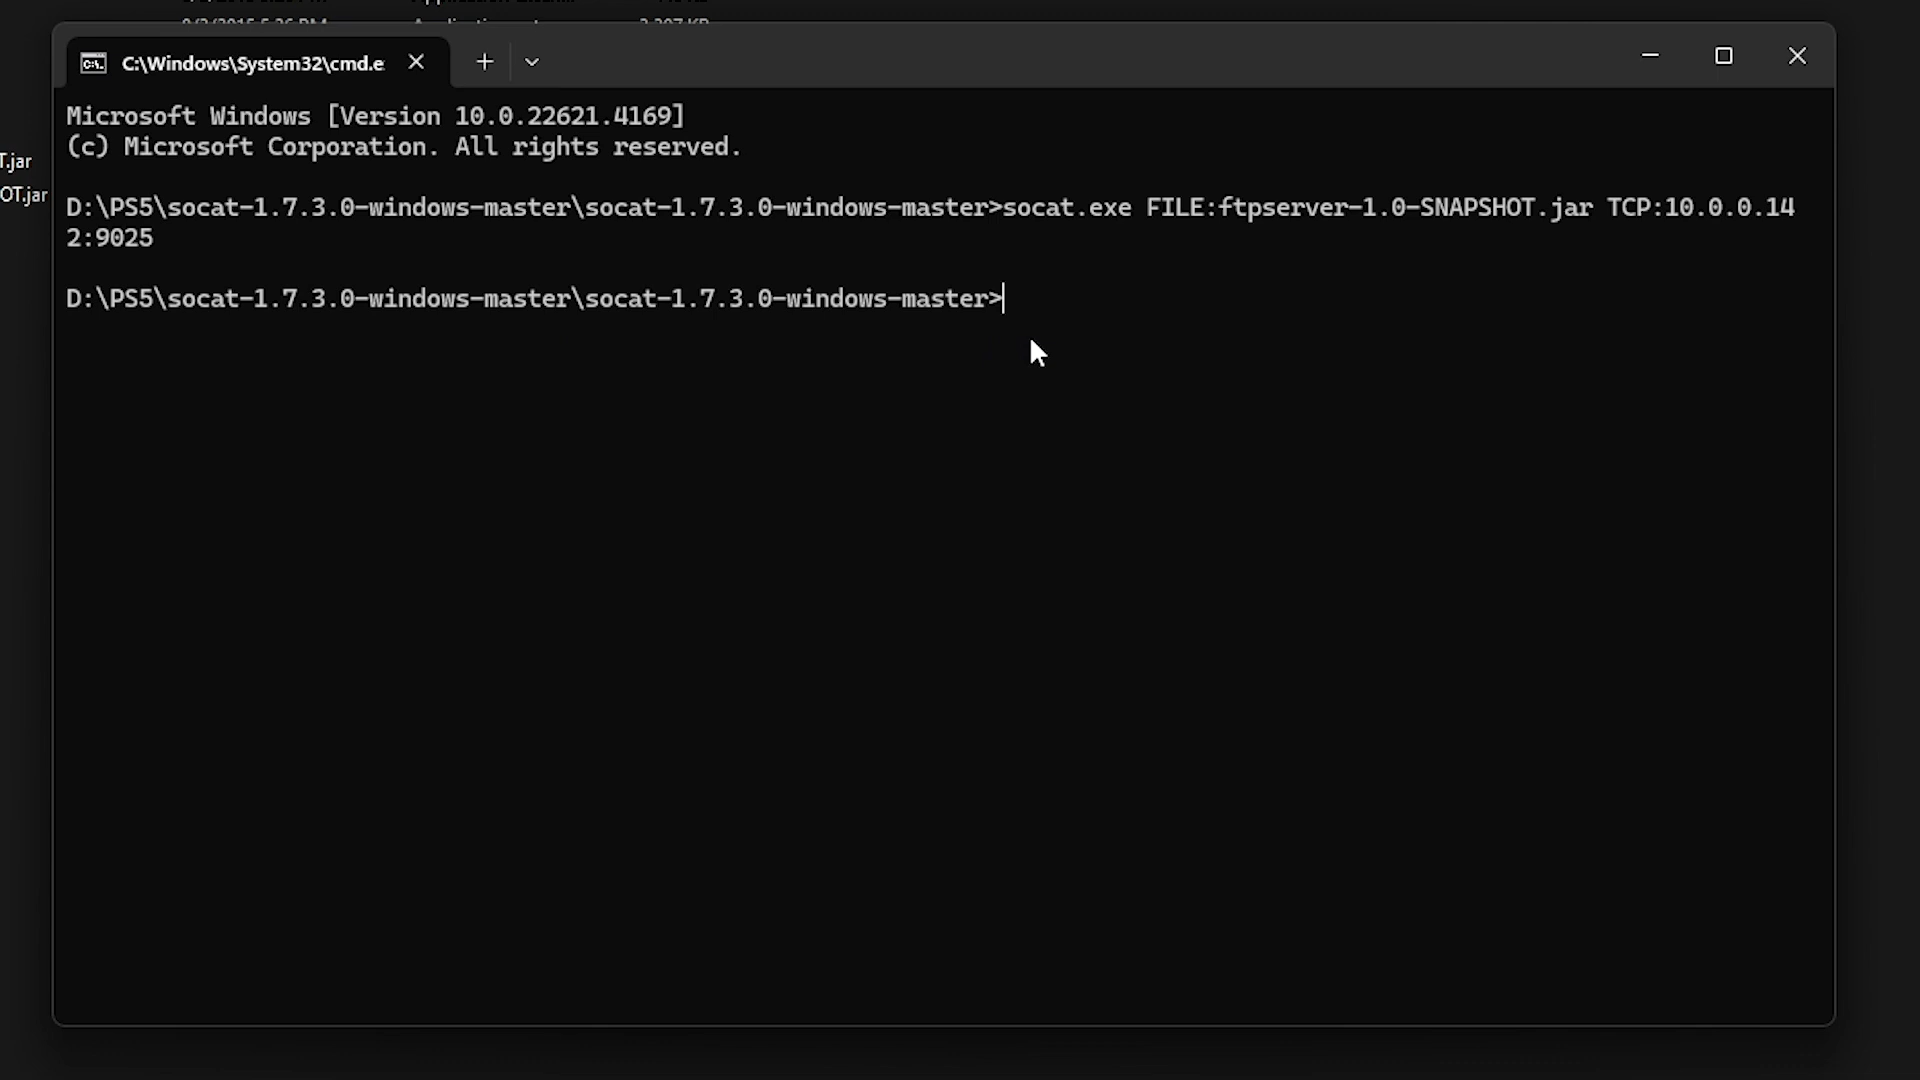 C:\Windows\System32\cmd.e
Microsoft Windows [Version 10.0.22621.4169]
(c) Microsoft Corporation. All rights reserved.
T.jar
OT.jar
D:\PS5\socat-1.7.3.0-windows-master\socat-1.7.3.0-windows-master>socat.exe FILE:ftpserver-1.0-SNAPSHOT.jar TCP:10.0.0.14
2:9025
D:\PS5\socat-1.7.3.0-windows-master\socat-1.7.3.0-windows-master>